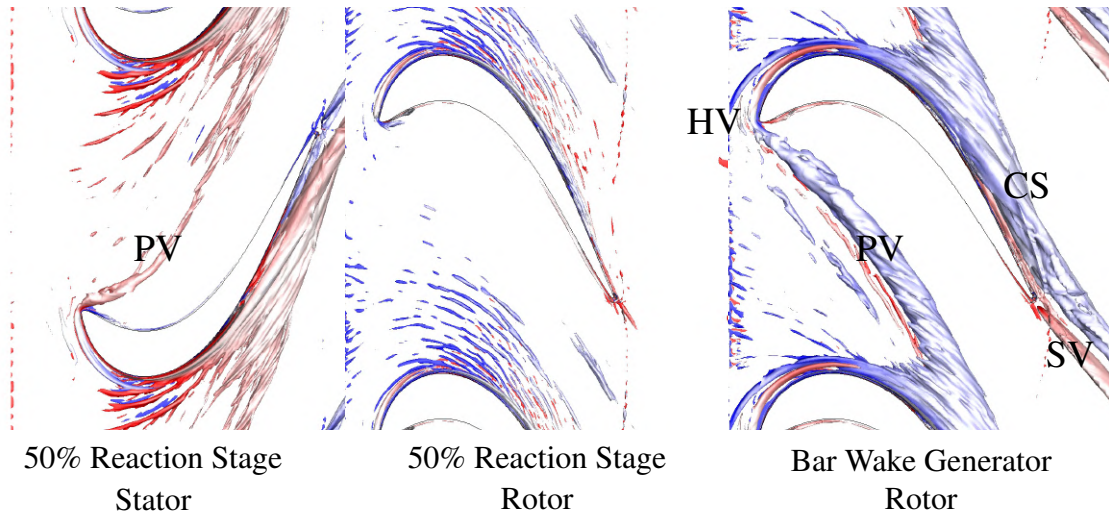 HV
CS
PV
PV
SV
50% Reaction Stage
Stator
50% Reaction Stage
Rotor
Bar Wake Generator
Rotor